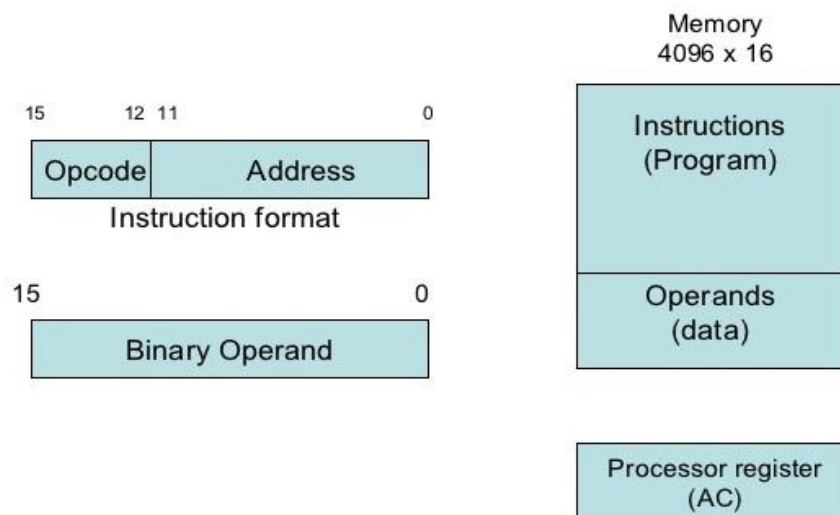 Memory
4096 x 16
15 12 11 0
Opcode Address
Instruction format
15 0
Binary Operand
Instructions
(Program)
Operands
(data)
Processor register
(AC)